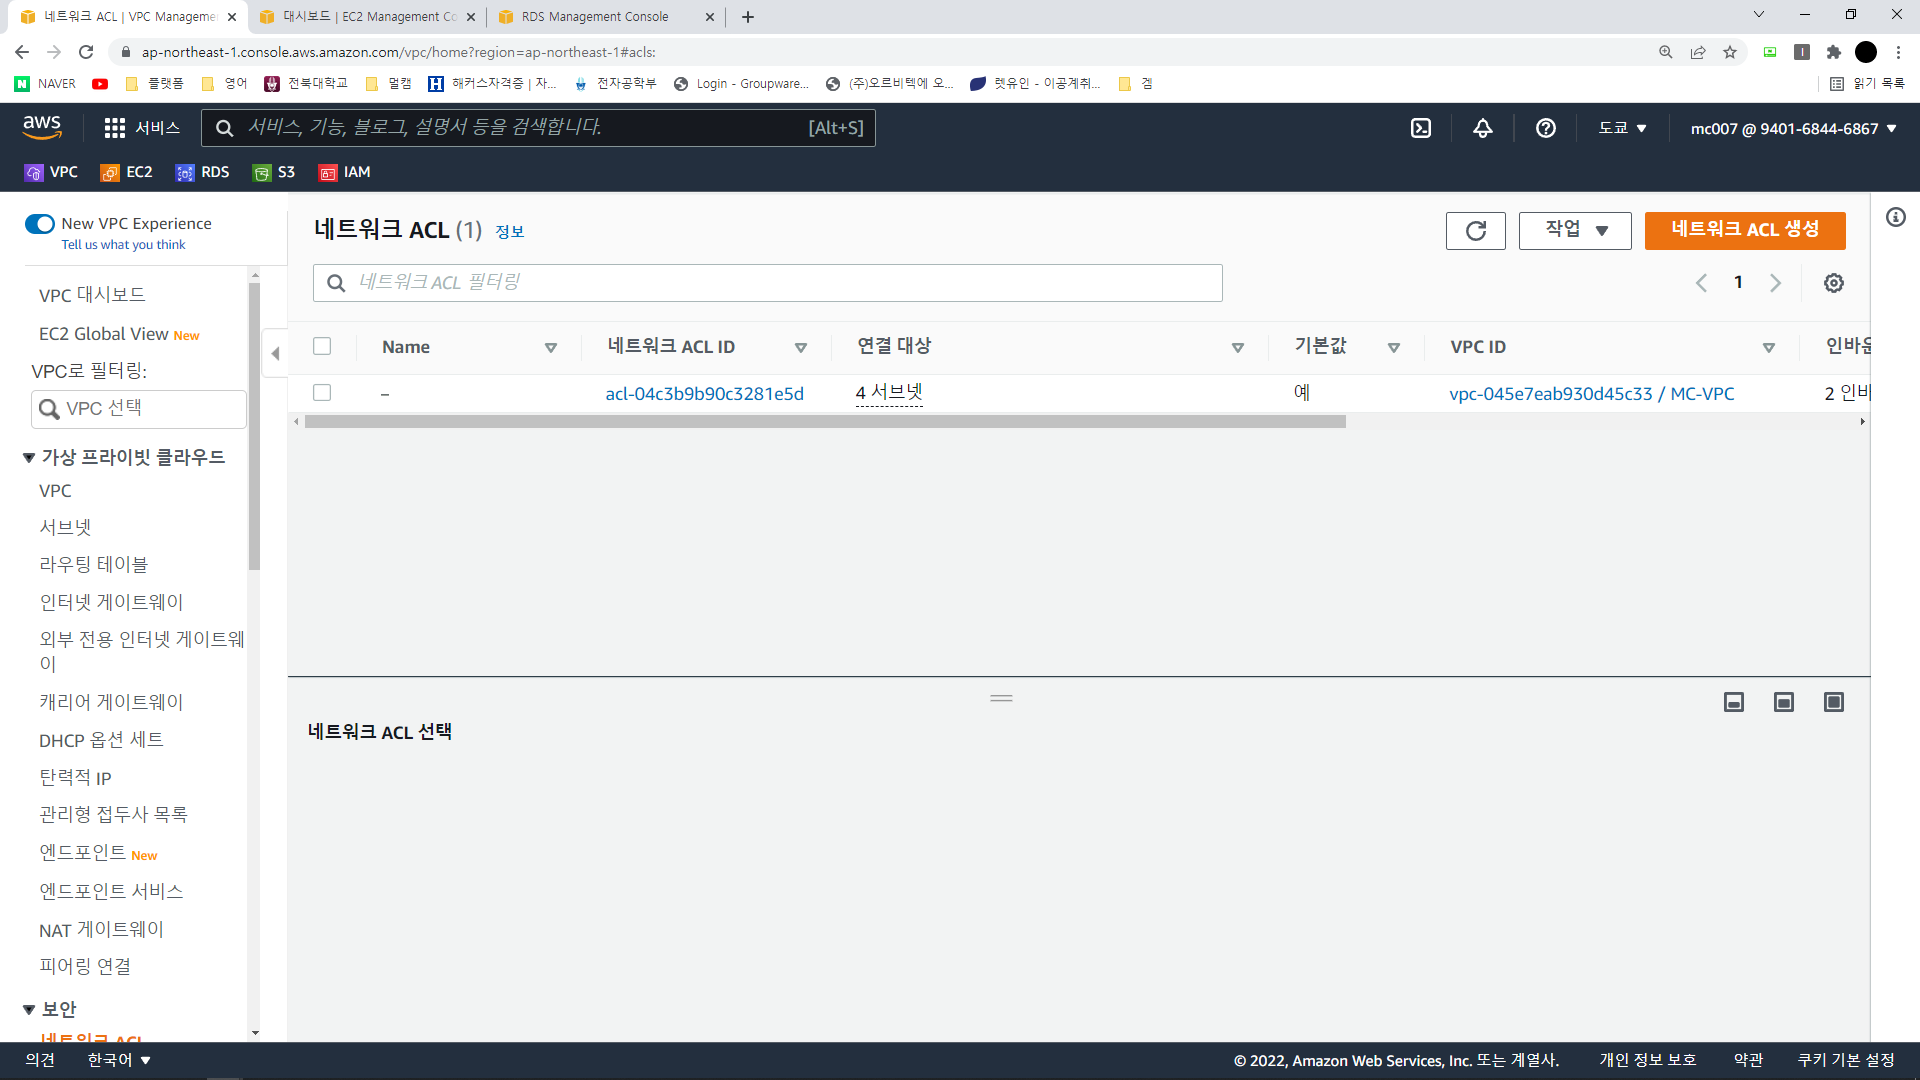 네트워크 ACL | VPC Manageme
대시보드 | EC2 Management Co
RDS Management Console
ap-northeast-1.console.aws.amazon.com/vpc/home?region=ap-northeast-1#acls:
NAVER
플랫폼
영어
전북대학교
멀캠
해커스자격증 | 자...
전자공학부
Login - Groupware...
(주)오르비텍에 오...
렛유인 - 이공계취...
겜
읽기 목록
aws
서비스
서비스, 기능, 블로그, 설명서 등을 검색합니다.
[Alt+S]
도쿄
mc007 @ 9401-6844-6867
VPC
EC2
RDS
S3
IAM
New VPC Experience
Tell us what you think
VPC 대시보드
EC2 Global View New
VPC로 필터링:
VPC 선택
가상 프라이빗 클라우드
VPC
서브넷
라우팅 테이블
인터넷 게이트웨이
외부 전용 인터넷 게이트웨
이
캐리어 게이트웨이
DHCP 옵션 세트
탄력적 IP
관리형 접두사 목록
엔드포인트 New
엔드포인트 서비스
NAT 게이트웨이
피어링 연결
보안
네트워크 ACL
네트워크 ACL (1) 정보
작업
네트워크 ACL 생성
네트워크 ACL 필터링
1
Name
네트워크 ACL ID
연결 대상
기본값
VPC ID
인바운
–
acl-04c3b9b90c3281e5d
4 서브넷
예
vpc-045e7eab930d45c33 / MC-VPC
2 인바
네트워크 ACL 선택
의견
한국어
© 2022, Amazon Web Services, Inc. 또는 계열사.
개인 정보 보호
약관
쿠키 기본 설정